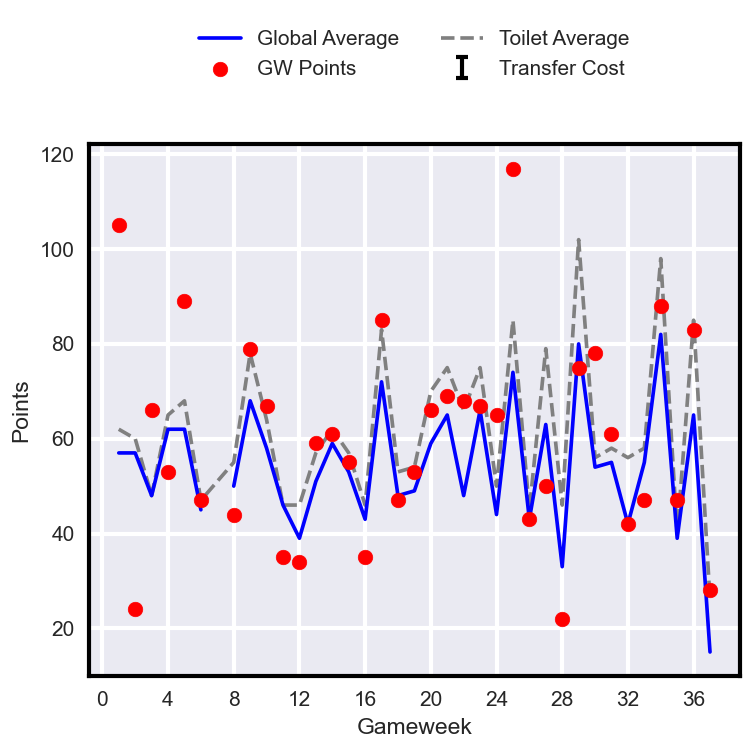 Global Average
Toilet Average
GW Points
Transfer Cost
120
100
80
60
40
20
Points
0 4 8 12 16 20 24 28 32 36
Gameweek